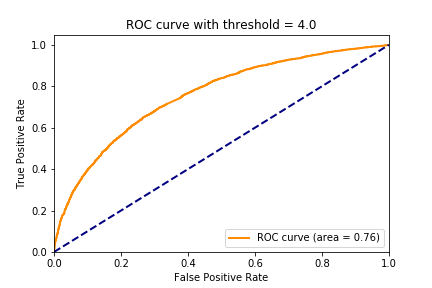 ROC curve with threshold = 4.0
1.0
0.8
0.6
0.4
0.2
0.0
True Positive Rate
ROC curve (area = 0.76)
0.0 0.2 0.4 0.6 0.8 1.0
False Positive Rate